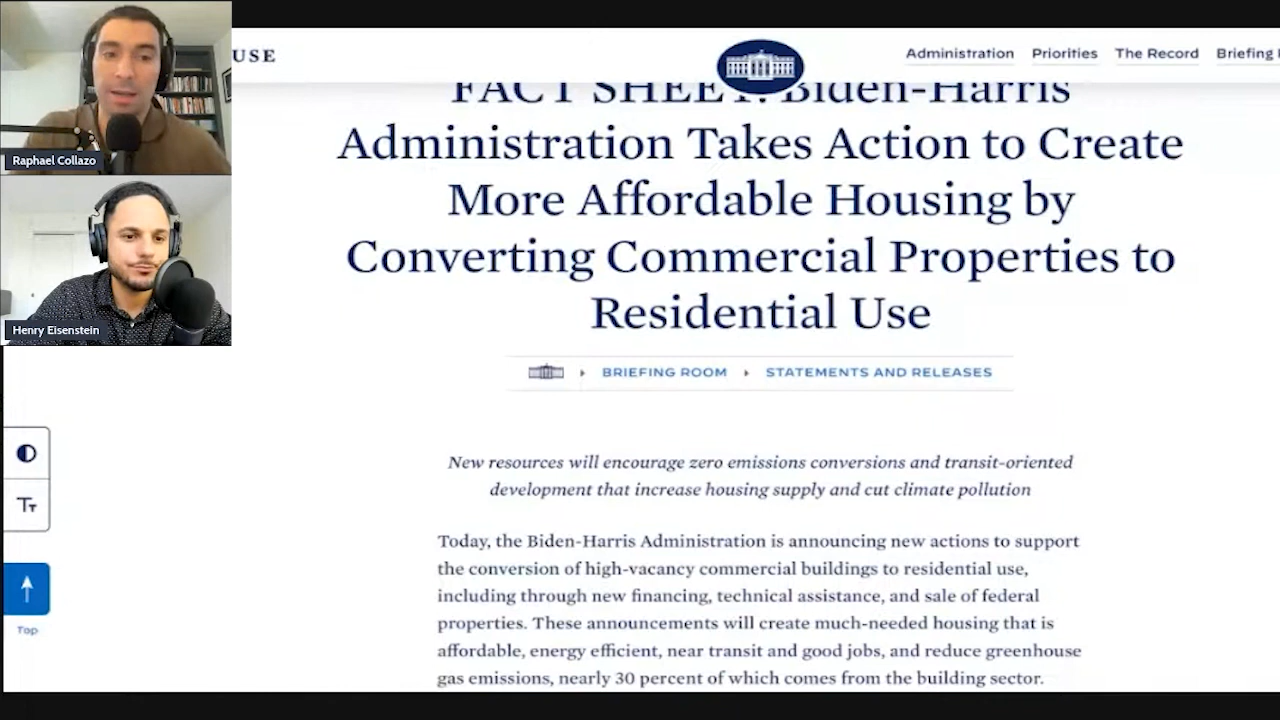 Raphael Collazo
Henry Eisenstein
USE
Administration
Priorities
The Record
Briefing
FACT SHEET: Biden-Harris
Administration Takes Action to Create
More Affordable Housing by
Converting Commercial Properties to
Residential Use
BRIEFING ROOM
STATEMENTS AND RELEASES
New resources will encourage zero emissions conversions and transit-oriented
development that increase housing supply and cut climate pollution
Today, the Biden-Harris Administration is announcing new actions to support
the conversion of high-vacancy commercial buildings to residential use,
including through new financing, technical assistance, and sale of federal
properties. These announcements will create much-needed housing that is
affordable, energy efficient, near transit and good jobs, and reduce greenhouse
gas emissions, nearly 30 percent of which comes from the building sector.
TT
Top